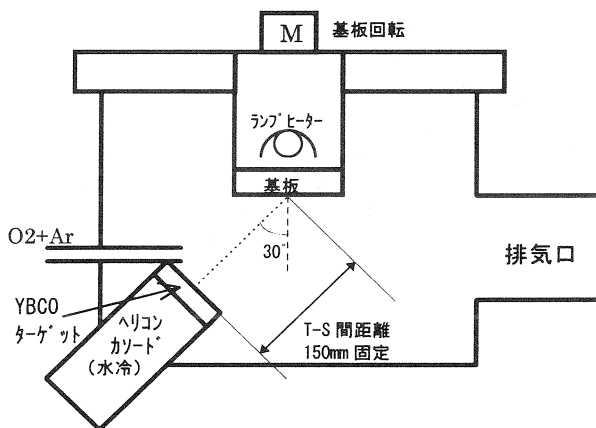 M
基板回転
ランプヒーター
基板
O2+Ar
30°
排気口
YBCO
ターゲット
ヘリコン
カソード
(水冷)
T-S 間距離
150mm 固定